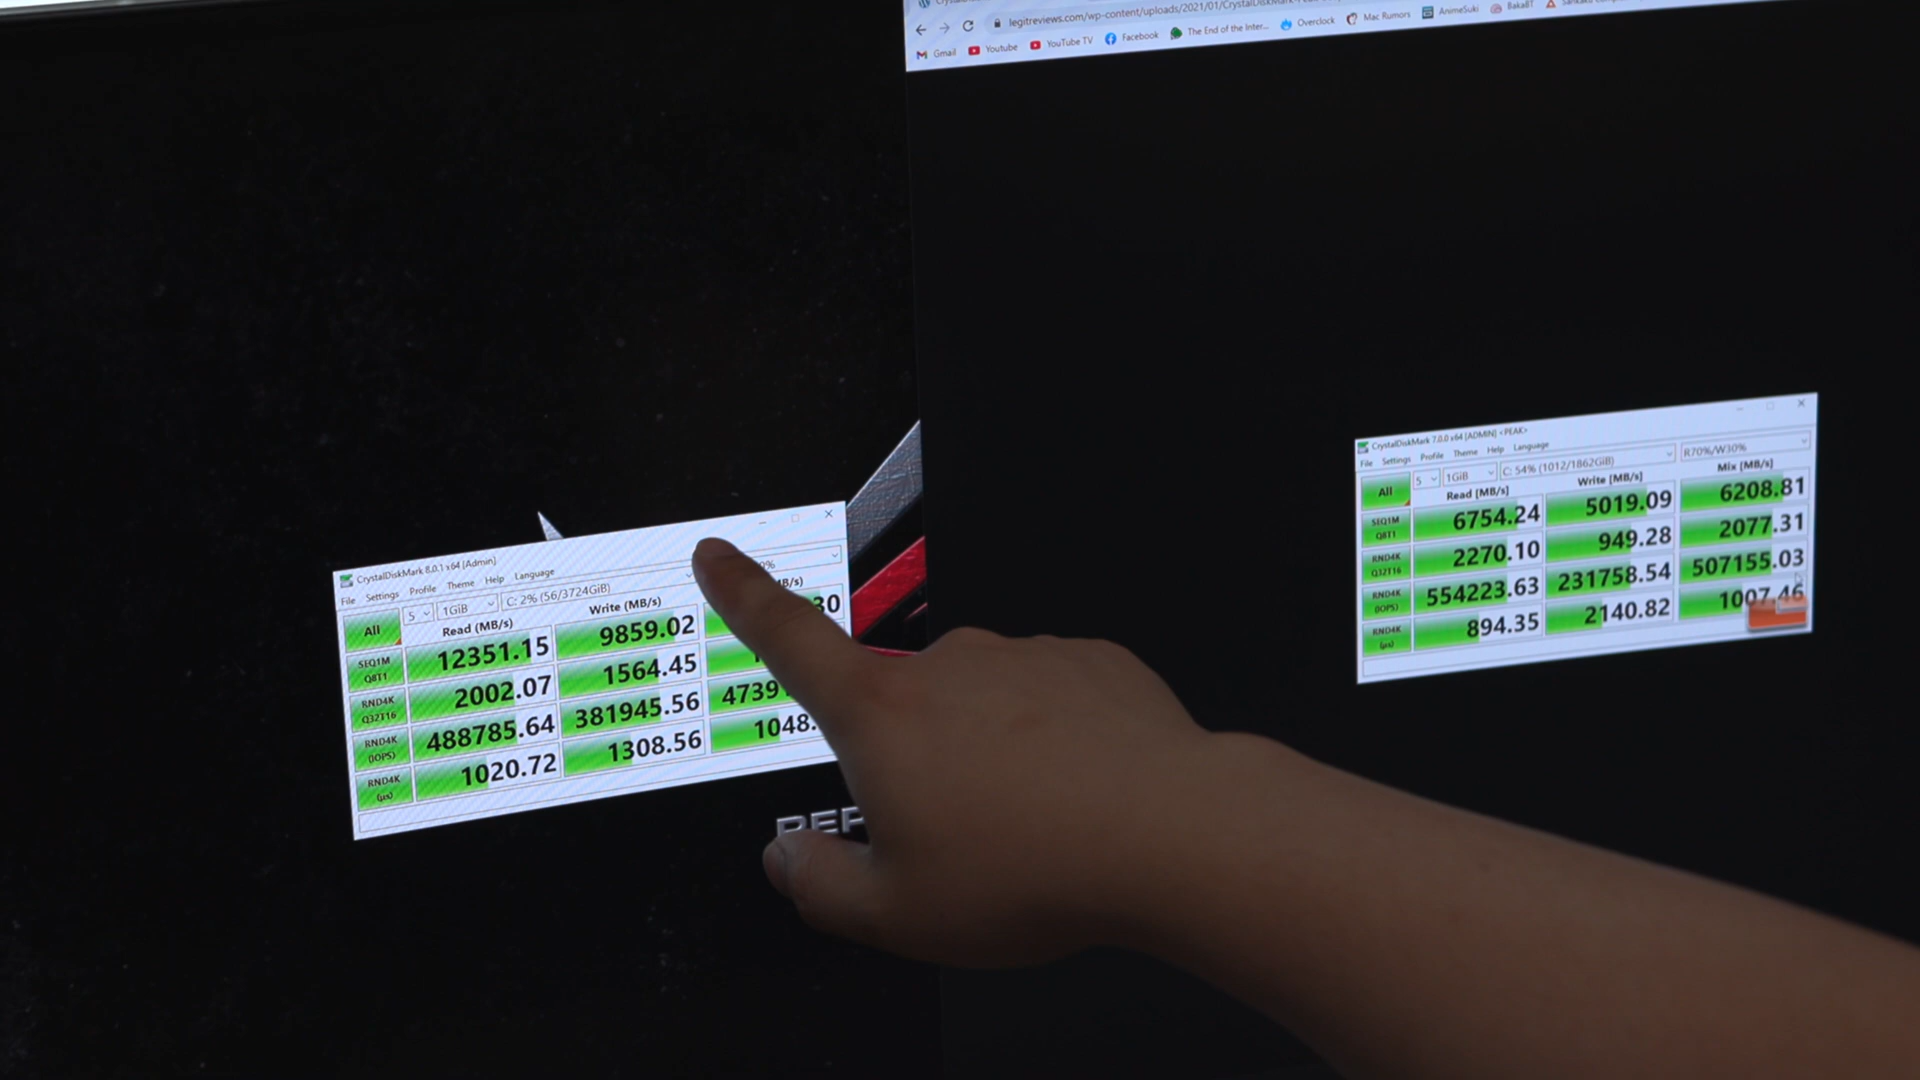 legitreviews.com/wp-content/uploads/2021/01/
Gmail Youtube YouTube TV Facebook The End of the Inter... Overclock Mac Rumors AnimeSuki BakaBT
CrystalDiskMark 8.0.1 x64 [Admin]
File Settings Profile Theme Help Language
All 5 1GiB C: 2% (56/3724GiB)
Read (MB/s) Write (MB/s)
SEQ1M Q8T1 12351.15 9859.02
RND4K Q32T16 2002.07 1564.45
RND4K (IOPS) 488785.64 381945.56
RND4K (µs) 1020.72 1308.56
REP
CrystalDiskMark 7.0.0 x64 [ADMIN] <PEAK>
File Settings Profile Theme Help Language
All 5 1GiB C: 54% (1012/1862GiB) R70%/W30%
Read [MB/s] Write [MB/s] Mix [MB/s]
SEQ1M Q8T1 6754.24 5019.09 6208.81
RND4K Q32T16 2270.10 949.28 2077.31
RND4K (IOPS) 554223.63 231758.54 507155.03
RND4K (µs) 894.35 2140.82 1007.46